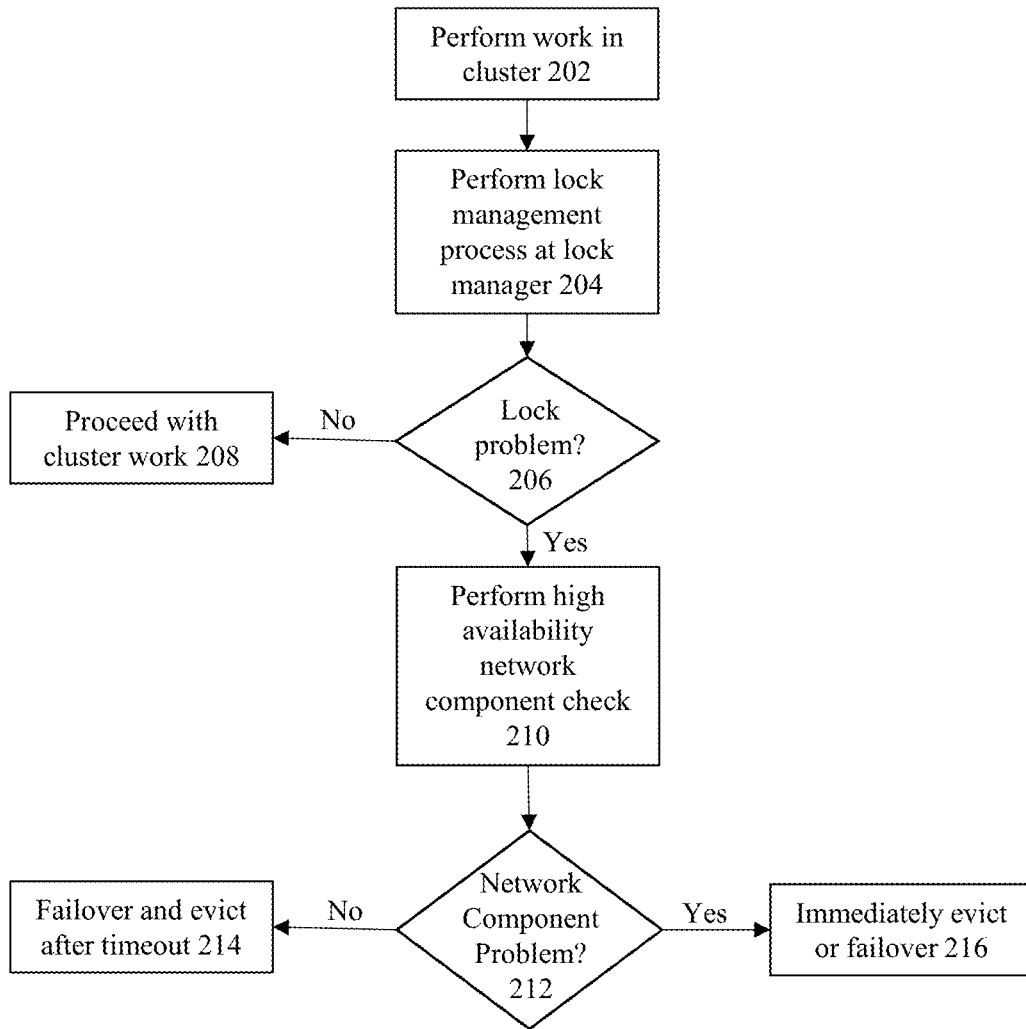 Perform work in
cluster 202
Perform lock
management
process at lock
manager 204
Lock
problem?
206
No
Proceed with
cluster work 208
Yes
Perform high
availability
network
component check
210
Network
Component
Problem?
212
No
Failover and evict
after timeout 214
Yes
Immediately evict
or failover 216